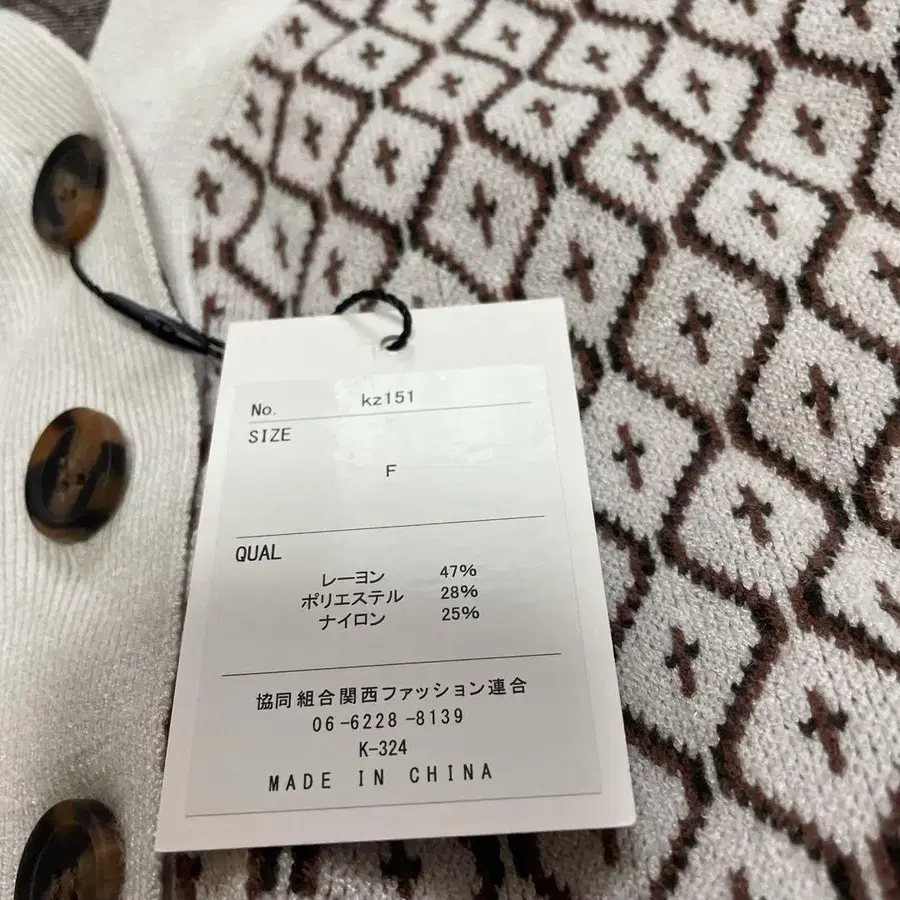 No. kz151
SIZE
F
QUAL
レーヨン 47%
ポリエステル 28%
ナイロン 25%
協同組合関西ファッション連合
06-6228-8139
K-324
MADE IN CHINA